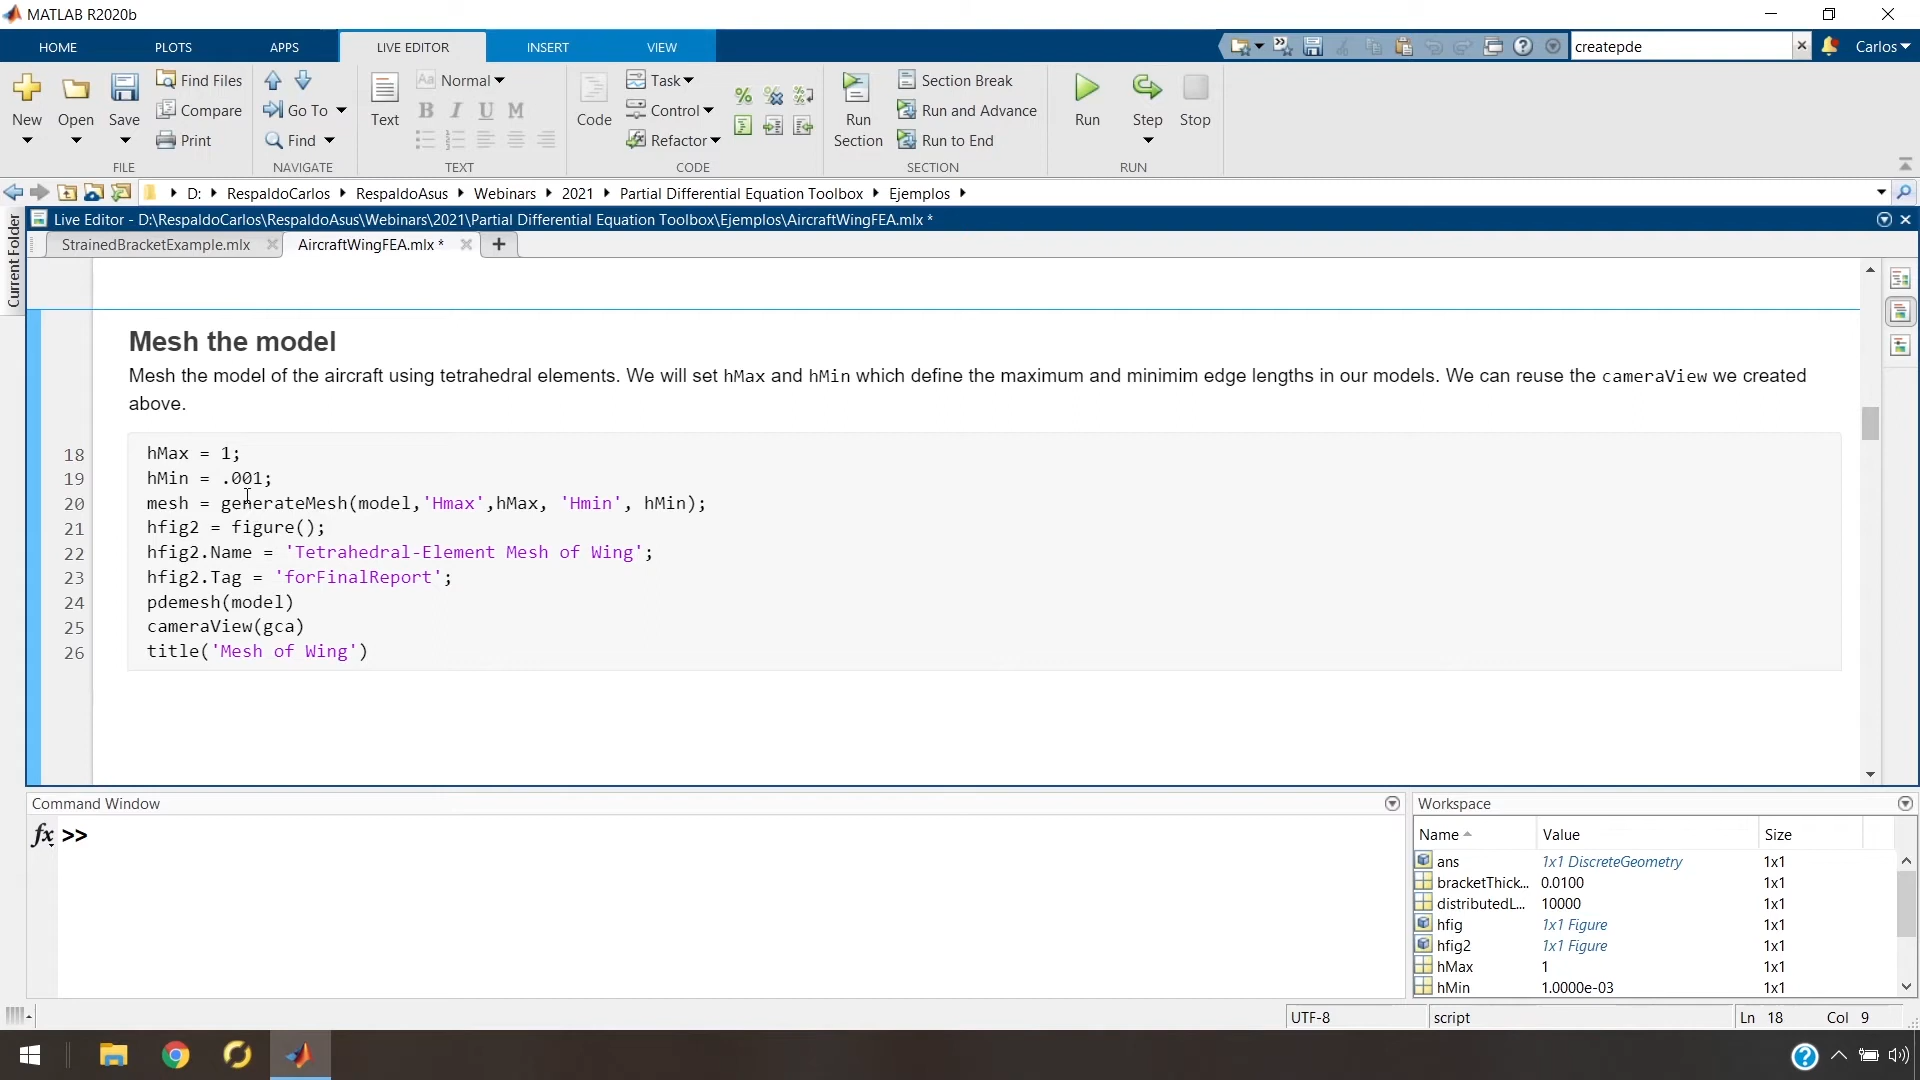 MATLAB R2020b
HOME PLOTS APPS LIVE EDITOR INSERT VIEW createpde Carlos
New Open Save Find Files Compare Print
FILE
Go To Find
NAVIGATE
Text Aa Normal B I U M
TEXT
Code Task Control Refactor
CODE
Run Section Section Break Run and Advance Run to End
SECTION
Run Step Stop
RUN
D: RespaldoCarlos RespaldoAsus Webinars 2021 Partial Differential Equation Toolbox Ejemplos
Current Folder
Live Editor - D:\RespaldoCarlos\RespaldoAsus\Webinars\2021\Partial Differential Equation Toolbox\Ejemplos\AircraftWingFEA.mlx *
StrainedBracketExample.mlx AircraftWingFEA.mlx *
Mesh the model
Mesh the model of the aircraft using tetrahedral elements. We will set hMax and hMin which define the maximum and minimim edge lengths in our models. We can reuse the cameraView we created
above.
18 hMax = 1;
19 hMin = .001;
20 mesh = generateMesh(model,'Hmax',hMax, 'Hmin', hMin);
21 hfig2 = figure();
22 hfig2.Name = 'Tetrahedral-Element Mesh of Wing';
23 hfig2.Tag = 'forFinalReport';
24 pdemesh(model)
25 cameraView(gca)
26 title('Mesh of Wing')
Command Window
fx >>
Workspace
Name Value Size
ans 1x1 DiscreteGeometry 1x1
bracketThick... 0.0100 1x1
distributedL... 10000 1x1
hfig 1x1 Figure 1x1
hfig2 1x1 Figure 1x1
hMax 1 1x1
hMin 1.0000e-03 1x1
UTF-8 script Ln 18 Col 9